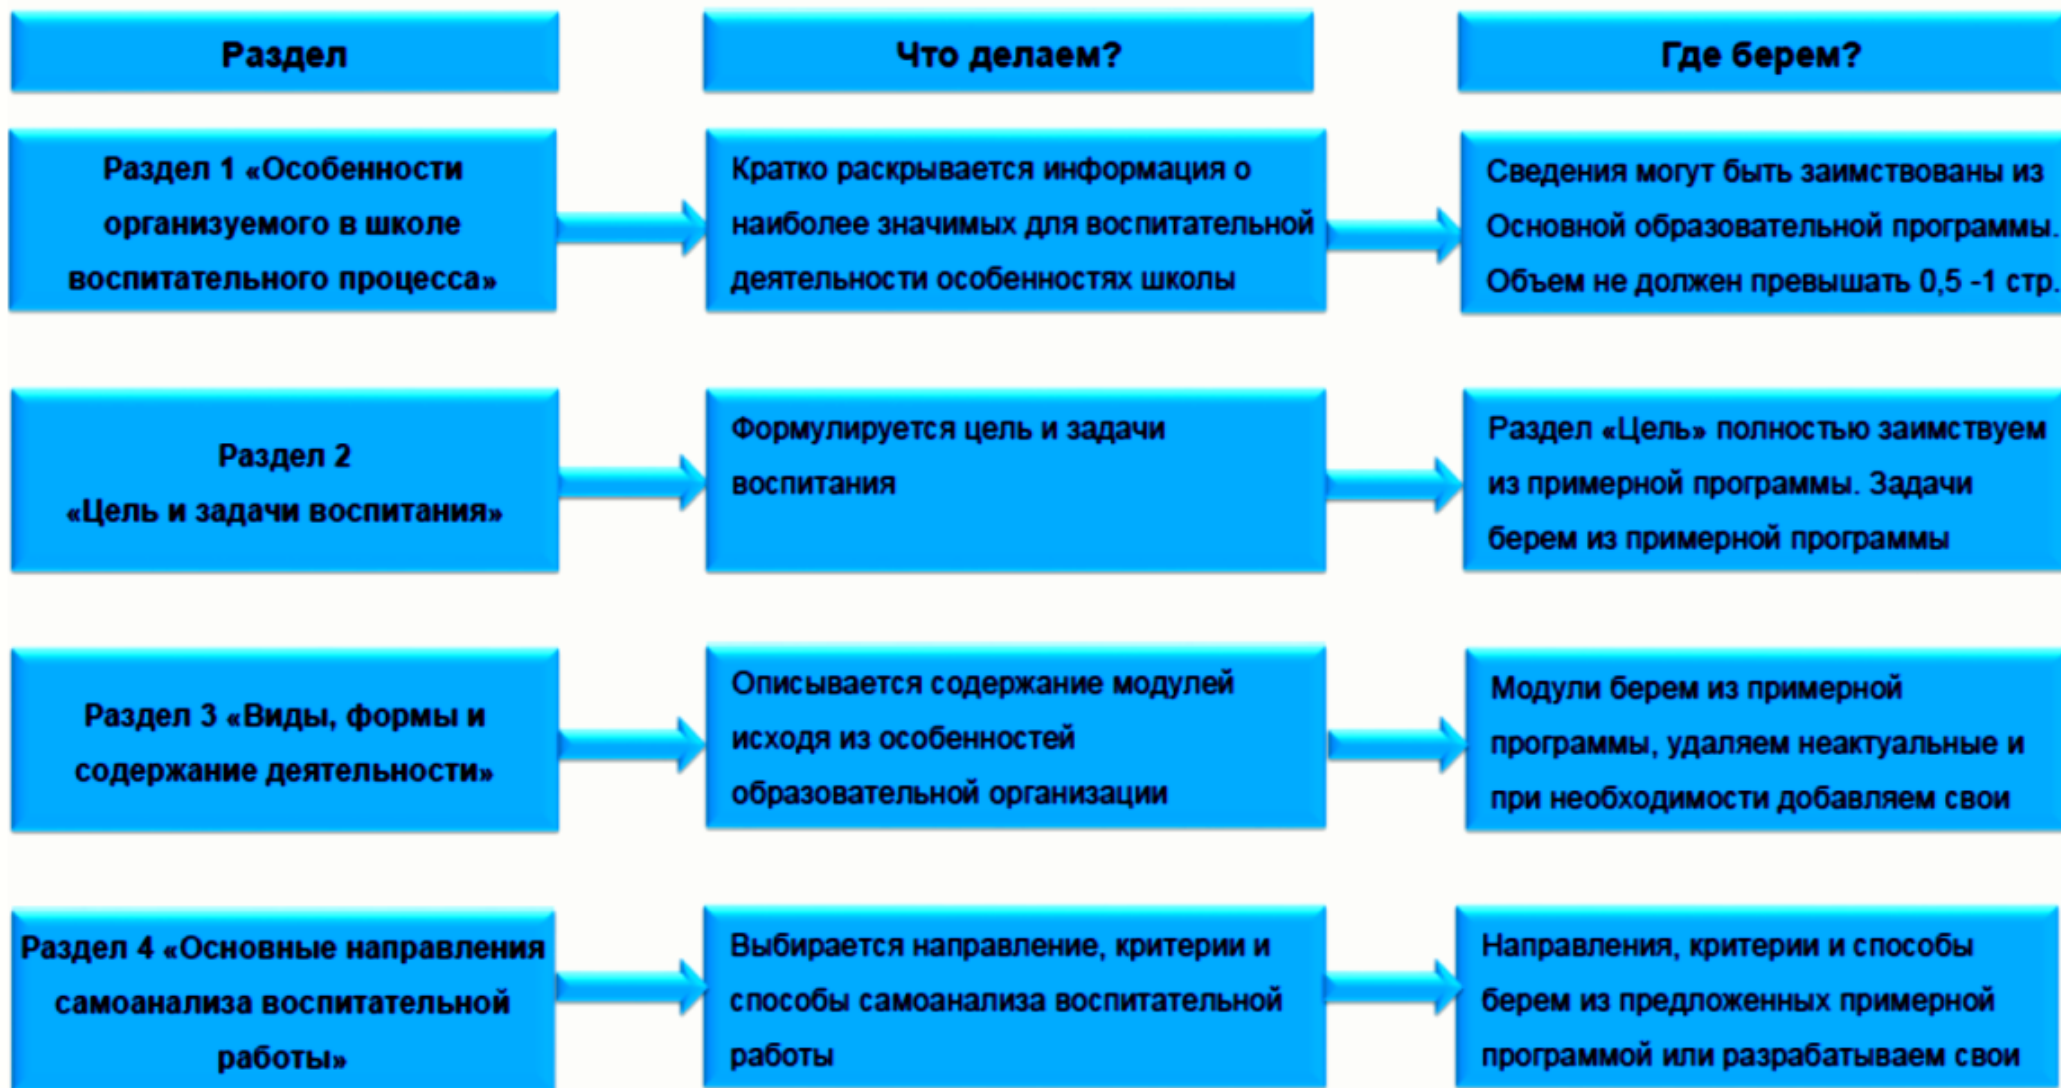 Раздел
Что делаем?
Где берем?
Раздел 1 «Особенности
организуемого в школе
воспитательного процесса»
Кратко раскрывается информация о
наиболее значимых для воспитательной
деятельности особенностях школы
Сведения могут быть заимствованы из
Основной образовательной программы.
Объем не должен превышать 0,5 -1 стр.
Раздел 2
«Цель и задачи воспитания»
Формулируется цель и задачи
воспитания
Раздел «Цель» полностью заимствуем
из примерной программы. Задачи
берем из примерной программы
Раздел 3 «Виды, формы и
содержание деятельности»
Описывается содержание модулей
исходя из особенностей
образовательной организации
Модули берем из примерной
программы, удаляем неактуальные и
при необходимости добавляем свои
Раздел 4 «Основные направления
самоанализа воспитательной
работы»
Выбирается направление, критерии и
способы самоанализа воспитательной
работы
Направления, критерии и способы
берем из предложенных примерной
программой или разрабатываем свои